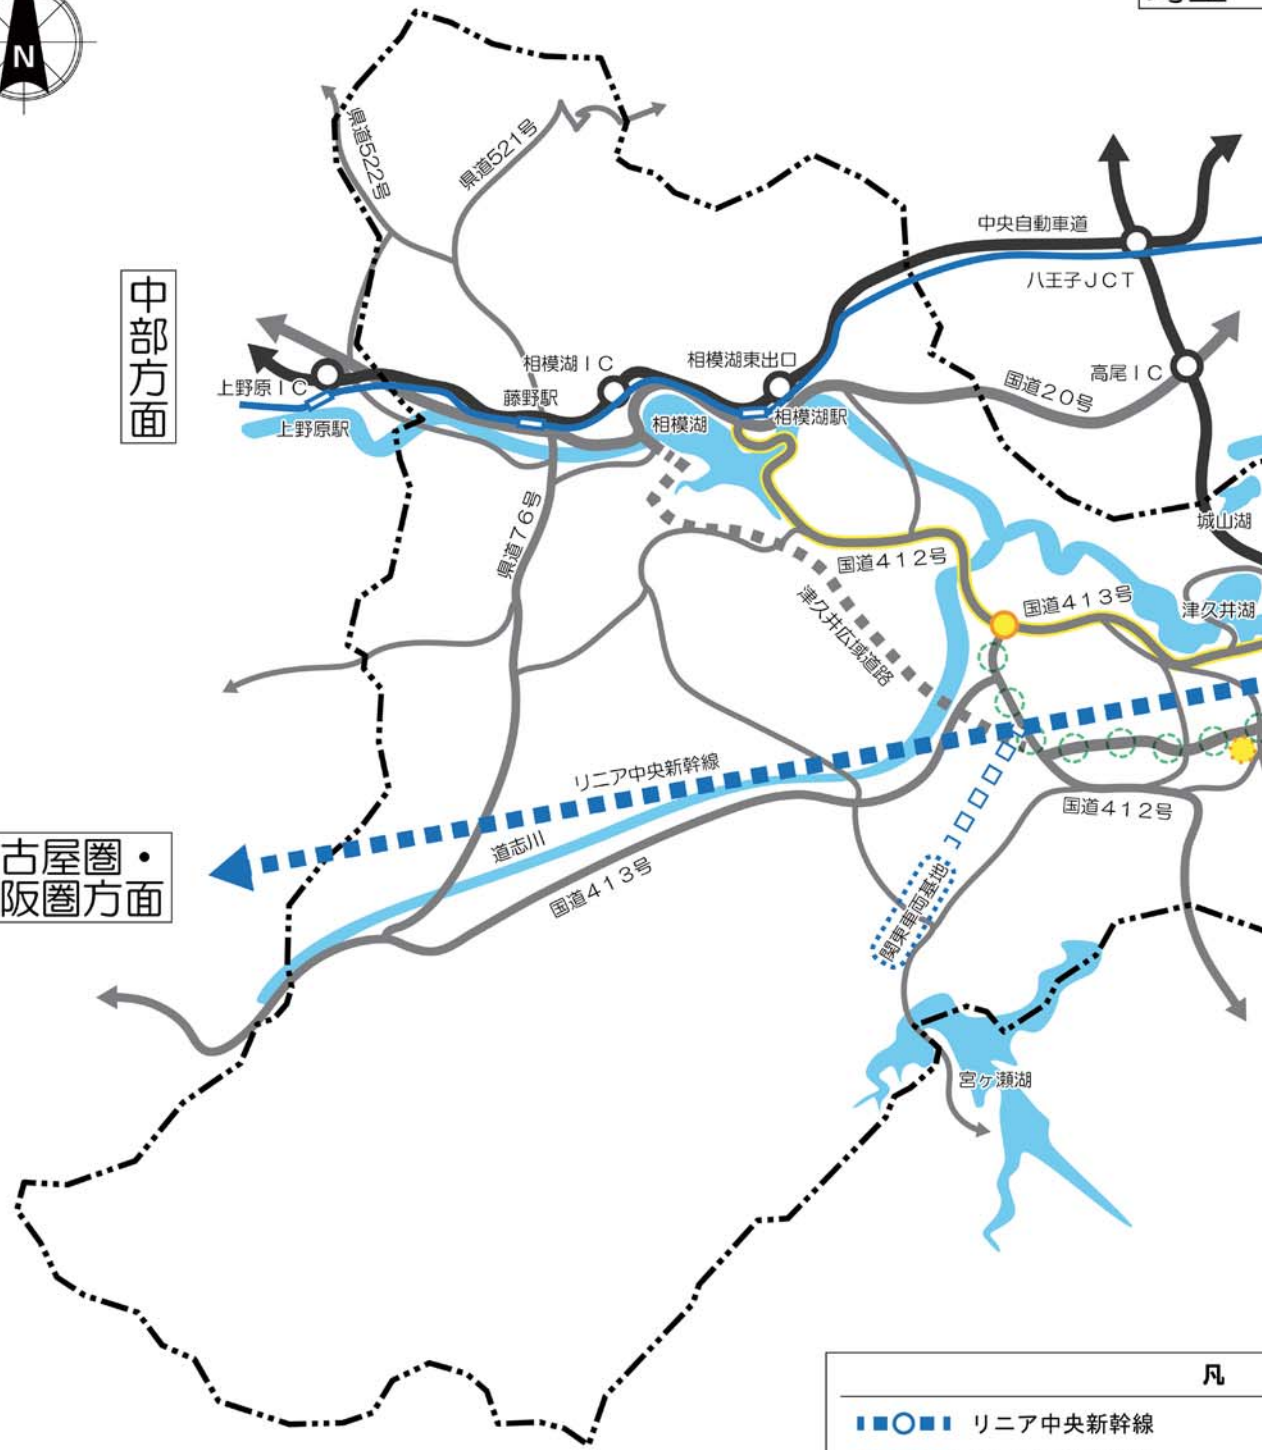 N
県道522号
県道521号
中央自動車道
八王子JCT
中部方面
上野原IC
上野原駅
藤野駅
相模湖IC
相模湖東出口
相模湖
相模湖駅
国道20号
高尾IC
城山湖
県道76号
国道412号
国道413号
津久井湖
津久井広域道路
リニア中央新幹線
道志川
国道413号
国道412号
古屋圏・
阪圏方面
関東車両基地
宮ヶ瀬湖
凡
リニア中央新幹線